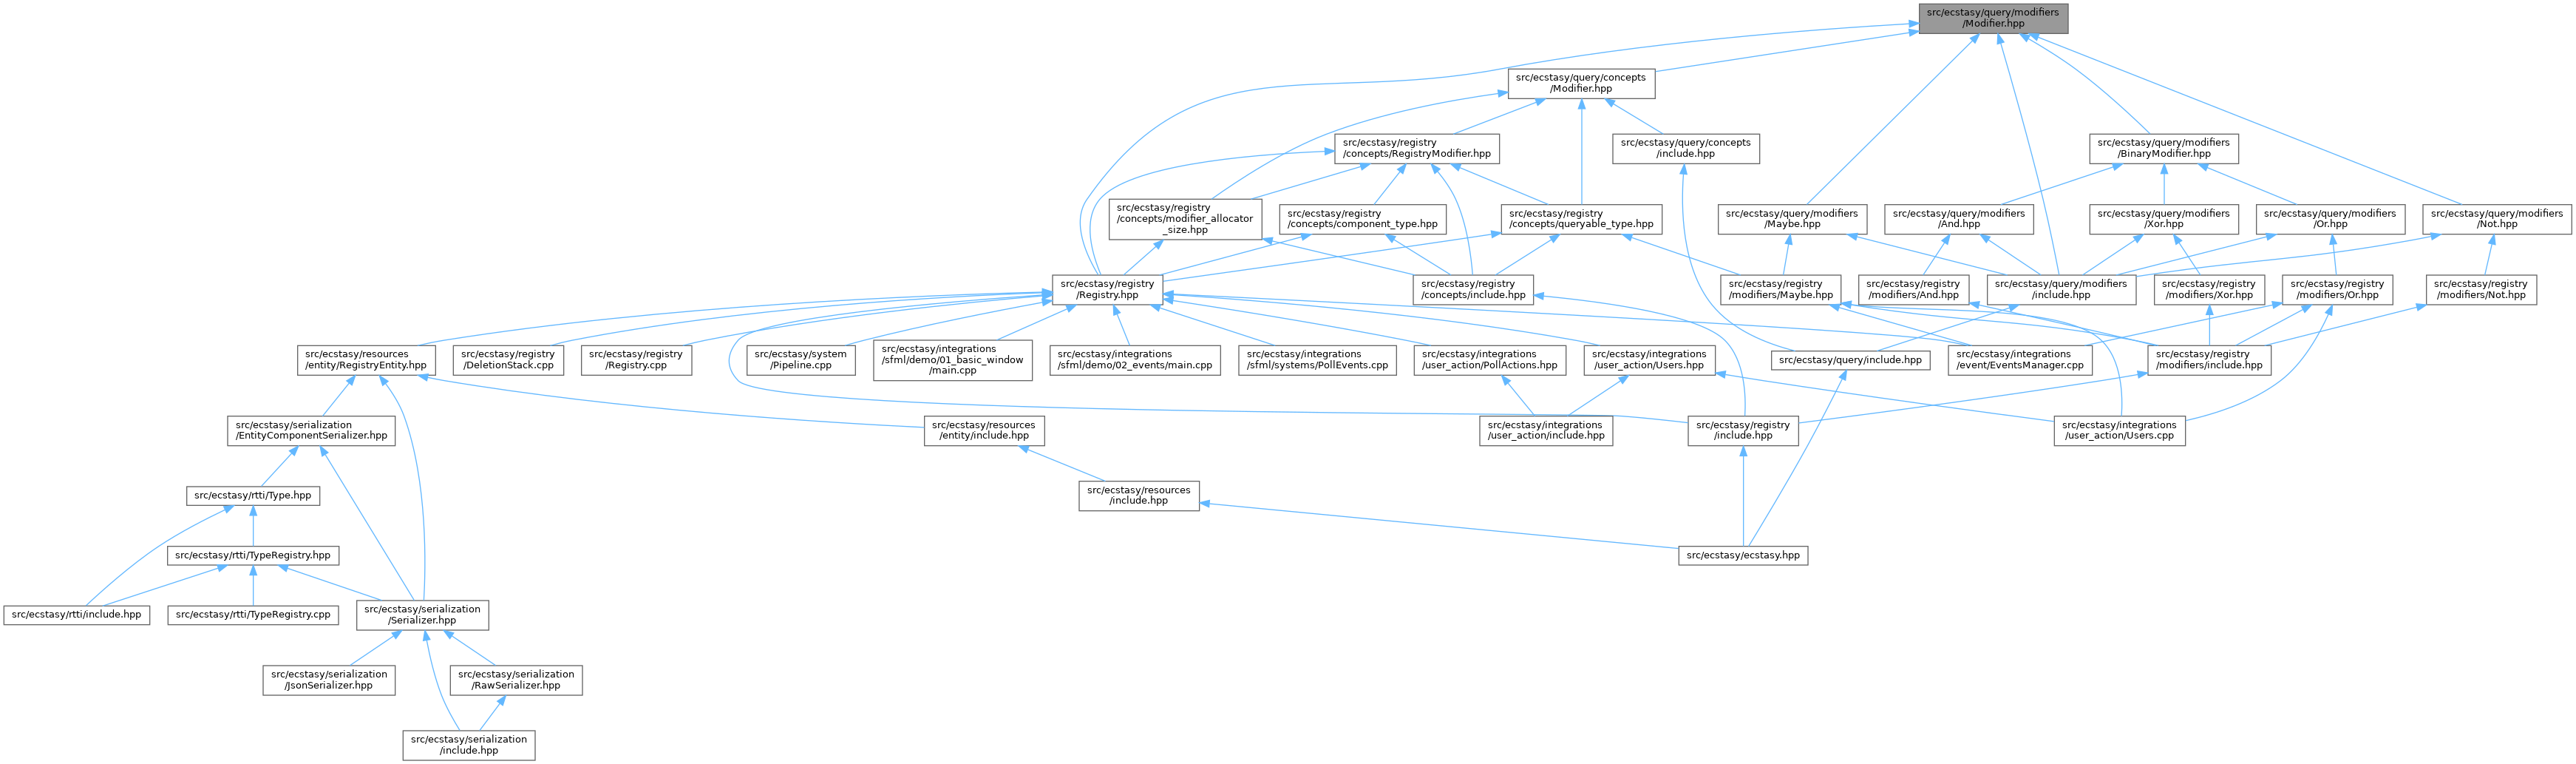 src/ecstasy/query/modifiers
/Modifier.hpp
src/ecstasy/query/concepts
/Modifier.hpp
src/ecstasy/registry
/concepts/RegistryModifier.hpp
src/ecstasy/query/concepts
/include.hpp
src/ecstasy/query/modifiers
/BinaryModifier.hpp
src/ecstasy/registry
/concepts/modifier_allocator
_size.hpp
src/ecstasy/registry
/concepts/component_type.hpp
src/ecstasy/registry
/concepts/queryable_type.hpp
src/ecstasy/query/modifiers
/Maybe.hpp
src/ecstasy/query/modifiers
/And.hpp
src/ecstasy/query/modifiers
/Xor.hpp
src/ecstasy/query/modifiers
/Or.hpp
src/ecstasy/query/modifiers
/Not.hpp
src/ecstasy/registry
/Registry.hpp
src/ecstasy/registry
/concepts/include.hpp
src/ecstasy/registry
/modifiers/Maybe.hpp
src/ecstasy/registry
/modifiers/And.hpp
src/ecstasy/query/modifiers
/include.hpp
src/ecstasy/registry
/modifiers/Xor.hpp
src/ecstasy/registry
/modifiers/Or.hpp
src/ecstasy/registry
/modifiers/Not.hpp
src/ecstasy/resources
/entity/RegistryEntity.hpp
src/ecstasy/registry
/DeletionStack.cpp
src/ecstasy/registry
/Registry.cpp
src/ecstasy/system
/Pipeline.cpp
src/ecstasy/integrations
/sfml/demo/01_basic_window
/main.cpp
src/ecstasy/integrations
/sfml/demo/02_events/main.cpp
src/ecstasy/integrations
/sfml/systems/PollEvents.cpp
src/ecstasy/integrations
/user_action/PollActions.hpp
src/ecstasy/integrations
/user_action/Users.hpp
src/ecstasy/query/include.hpp
src/ecstasy/integrations
/event/EventsManager.cpp
src/ecstasy/registry
/modifiers/include.hpp
src/ecstasy/serialization
/EntityComponentSerializer.hpp
src/ecstasy/resources
/entity/include.hpp
src/ecstasy/integrations
/user_action/include.hpp
src/ecstasy/registry
/include.hpp
src/ecstasy/integrations
/user_action/Users.cpp
src/ecstasy/rtti/Type.hpp
src/ecstasy/resources
/include.hpp
src/ecstasy/rtti/TypeRegistry.hpp
src/ecstasy/ecstasy.hpp
src/ecstasy/rtti/include.hpp
src/ecstasy/rtti/TypeRegistry.cpp
src/ecstasy/serialization
/Serializer.hpp
src/ecstasy/serialization
/JsonSerializer.hpp
src/ecstasy/serialization
/RawSerializer.hpp
src/ecstasy/serialization
/include.hpp